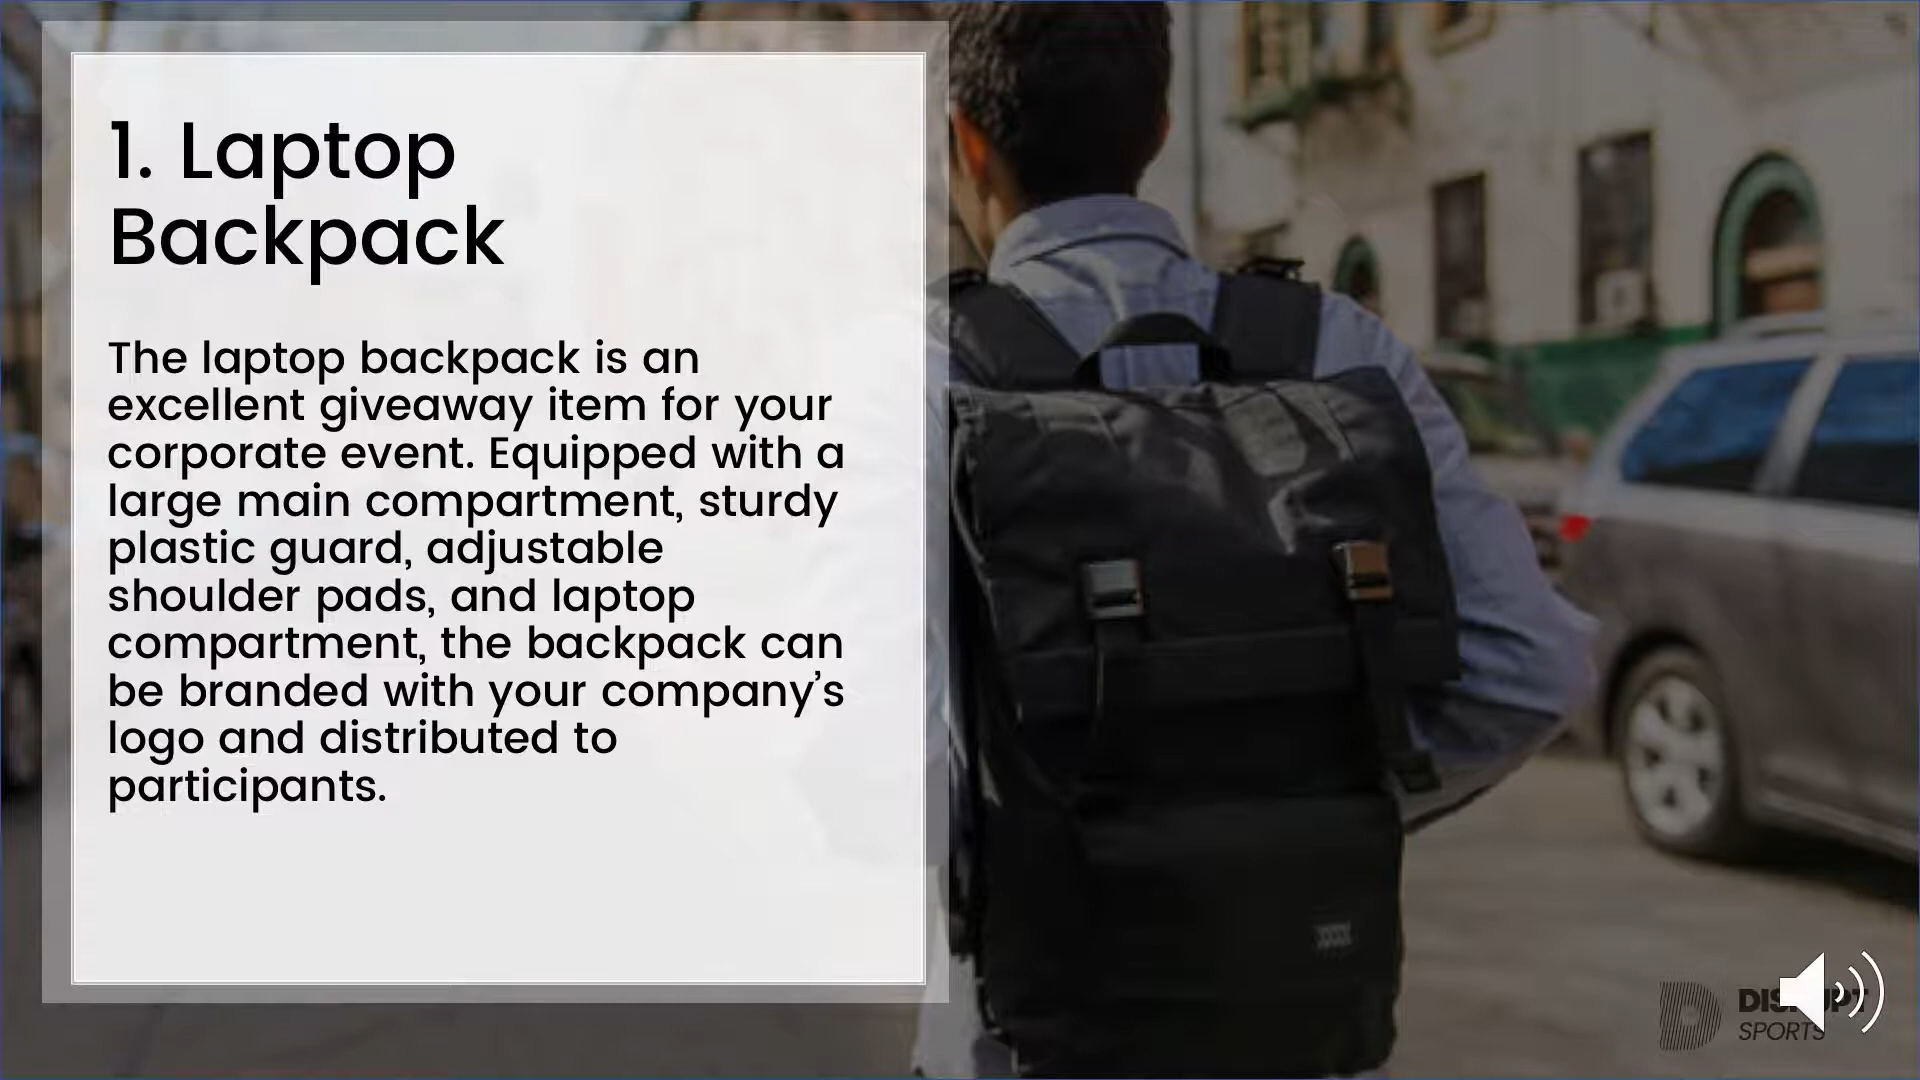 1. Laptop
Backpack
The laptop backpack is an
excellent giveaway item for your
corporate event. Equipped with a
large main compartment, sturdy
plastic guard, adjustable
shoulder pads, and laptop
compartment, the backpack can
be branded with your company’s
logo and distributed to
participants.
SPORTS